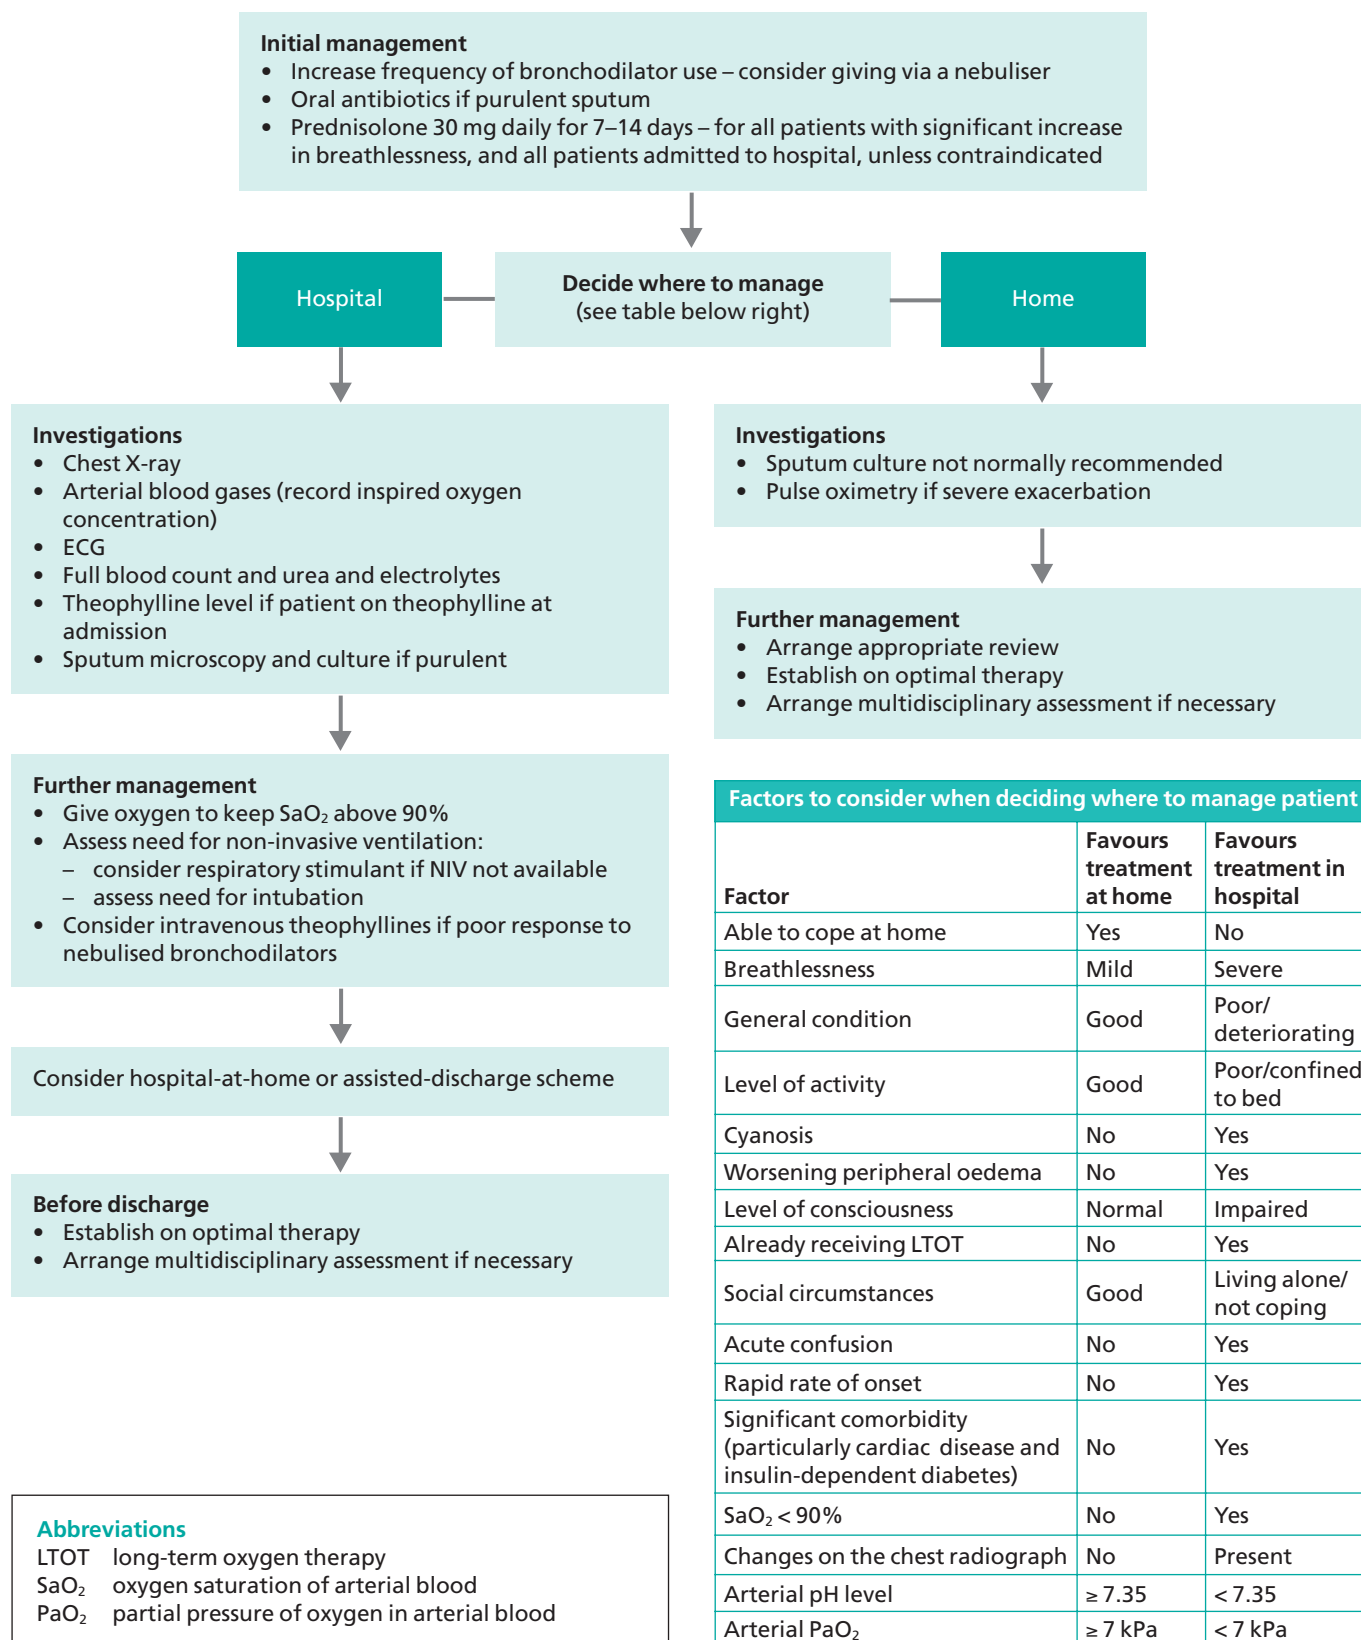 Initial management
• Increase frequency of bronchodilator use – consider giving via a nebuliser
• Oral antibiotics if purulent sputum
• Prednisolone 30 mg daily for 7–14 days – for all patients with significant increase
in breathlessness, and all patients admitted to hospital, unless contraindicated
Hospital
Decide where to manage
(see table below right)
Home
Investigations
• Chest X-ray
• Arterial blood gases (record inspired oxygen
concentration)
• ECG
• Full blood count and urea and electrolytes
• Theophylline level if patient on theophylline at
admission
• Sputum microscopy and culture if purulent
Further management
• Give oxygen to keep SaO₂ above 90%
• Assess need for non-invasive ventilation:
– consider respiratory stimulant if NIV not available
– assess need for intubation
• Consider intravenous theophyllines if poor response to
nebulised bronchodilators
Consider hospital-at-home or assisted-discharge scheme
Before discharge
• Establish on optimal therapy
• Arrange multidisciplinary assessment if necessary
Abbreviations
LTOT long-term oxygen therapy
SaO₂ oxygen saturation of arterial blood
PaO₂ partial pressure of oxygen in arterial blood
Investigations
• Sputum culture not normally recommended
• Pulse oximetry if severe exacerbation
Further management
• Arrange appropriate review
• Establish on optimal therapy
• Arrange multidisciplinary assessment if necessary
Factors to consider when deciding where to manage patient
Factor
Favours
treatment
at home
Favours
treatment in
hospital
Able to cope at home Yes No
Breathlessness Mild Severe
General condition Good Poor/
deteriorating
Level of activity Good Poor/confined
to bed
Cyanosis No Yes
Worsening peripheral oedema No Yes
Level of consciousness Normal Impaired
Already receiving LTOT No Yes
Social circumstances Good Living alone/
not coping
Acute confusion No Yes
Rapid rate of onset No Yes
Significant comorbidity
(particularly cardiac disease and
insulin-dependent diabetes) No Yes
SaO₂ < 90% No Yes
Changes on the chest radiograph No Present
Arterial pH level ≥ 7.35 < 7.35
Arterial PaO₂ ≥ 7 kPa < 7 kPa